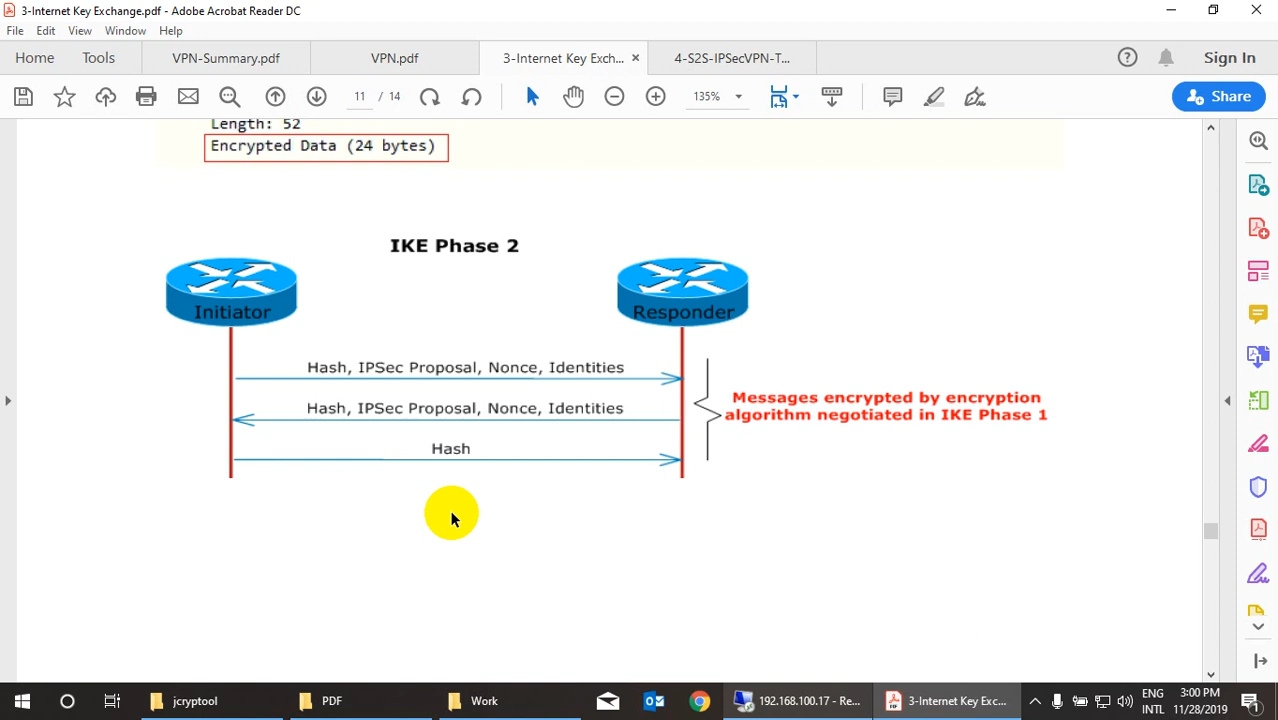 3-Internet Key Exchange.pdf - Adobe Acrobat Reader DC
File Edit View Window Help
Home Tools VPN-Summary.pdf VPN.pdf 3-Internet Key Exch... 4-S2S-IPSecVPN-T... Sign In
11 / 14 135% Share
Length: 52
Encrypted Data (24 bytes)
IKE Phase 2
Initiator Responder
Hash, IPSec Proposal, Nonce, Identities
Messages encrypted by encryption
Hash, IPSec Proposal, Nonce, Identities
algorithm negotiated in IKE Phase 1
Hash
jcryptool PDF Work 192.168.100.17 - Re... 3-Internet Key Exc...
ENG 3:00 PM
INTL 11/28/2019
1